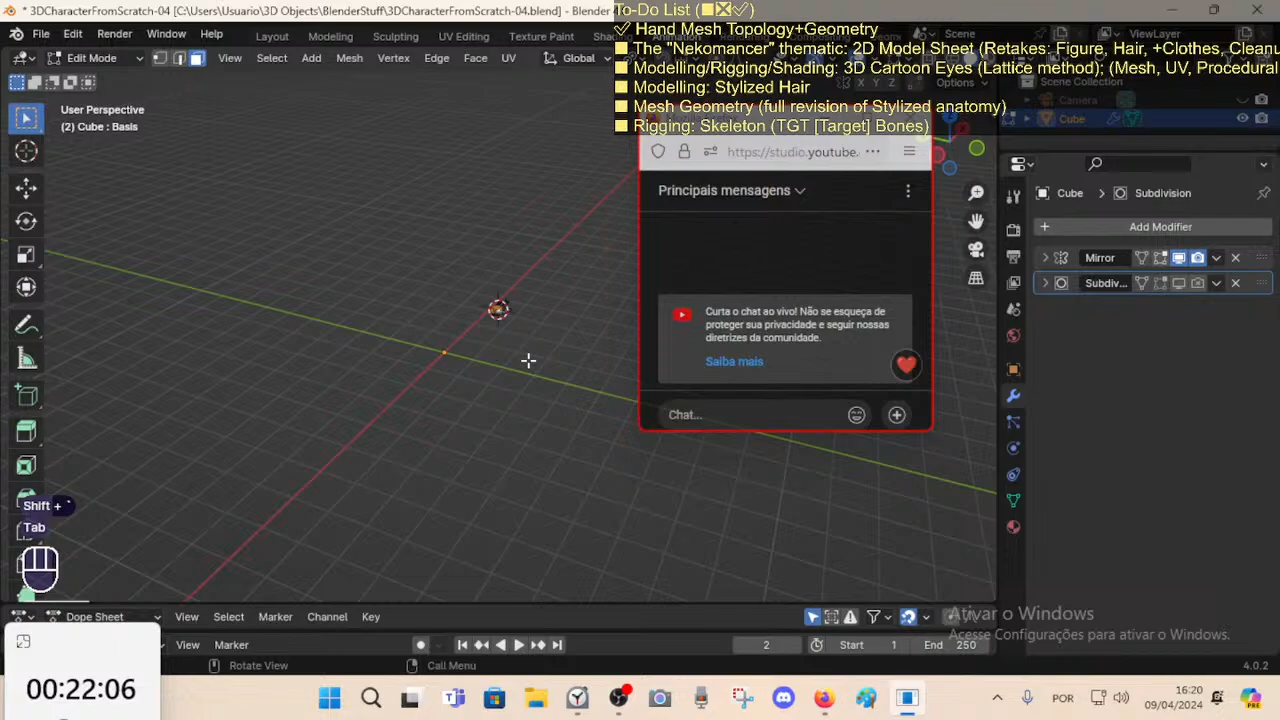 *3DCharacterFromScratch-04 [C:\Users\Usuario\3D Objects\BlenderStuff\3DCharacterFromScratch-04.blend] - Blender
To-Do List (■☒✓)
✓ Hand Mesh Topology+Geometry
■ The "Nekomancer" thematic: 2D Model Sheet (Retakes: Figure, Hair, +Clothes, Cleanu
■ Modelling/Rigging/Shading: 3D Cartoon Eyes (Lattice method); (Mesh, UV, Procedural
■ Modelling: Stylized Hair
■ Mesh Geometry (full revision of Stylized anatomy)
■ Rigging: Skeleton (TGT [Target] Bones)
File Edit Render Window Help Layout Modeling Sculpting UV Editing Texture Paint Scene ViewLayer
Edit Mode View Select Add Mesh Vertex Edge Face UV Global
Options
Scene Collection
Camera
Cube
User Perspective
(2) Cube : Basis
https://studio.youtube.
Principais mensagens
Curta o chat ao vivo! Não se esqueça de
proteger sua privacidade e seguir nossas
diretrizes da comunidade.
Saiba mais
Chat...
Cube > Subdivision
Add Modifier
Mirror
Subdiv...
Shift + `
Tab
Dope Sheet View Select Marker Channel Key
View Marker 2 Start 1 End 250
Ativar o Windows
Acesse Configurações para ativar o Windows.
Rotate View Call Menu 4.0.2
00:22:06
POR 16:20
09/04/2024
PRE